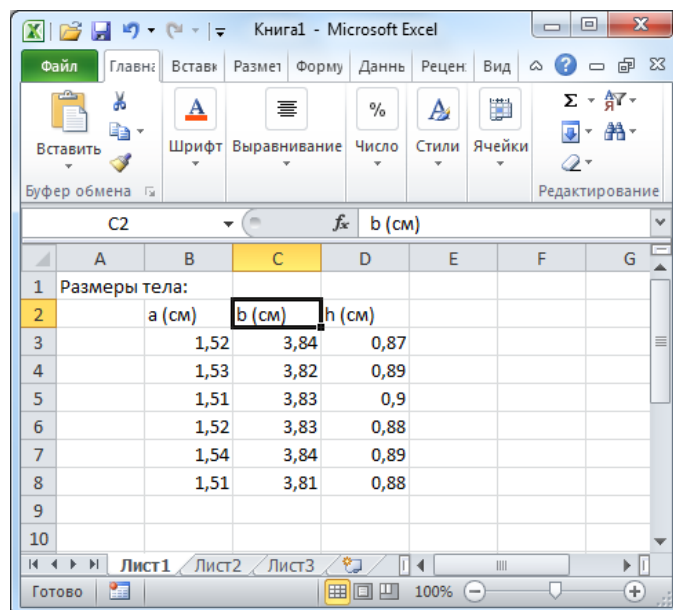 Книга1 - Microsoft Excel
Файл Главна Вставк Размет Форму Даннь Рецен Вид
Вставить Шрифт Выравнивание % Число Стили Ячейки Σ
Буфер обмена Редактирование
C2 fx b (см)
A B C D E F G
1 Размеры тела:
2 a (см) b (см) h (см)
3 1,52 3,84 0,87
4 1,53 3,82 0,89
5 1,51 3,83 0,9
6 1,52 3,83 0,88
7 1,54 3,84 0,89
8 1,51 3,81 0,88
9
10
Лист1 Лист2 Лист3
Готово 100%